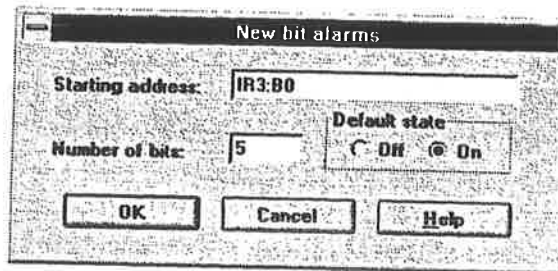 New bit alarms
Starting address: IR3:B0
Default state
Number of bits: 5 Off On
OK Cancel Help